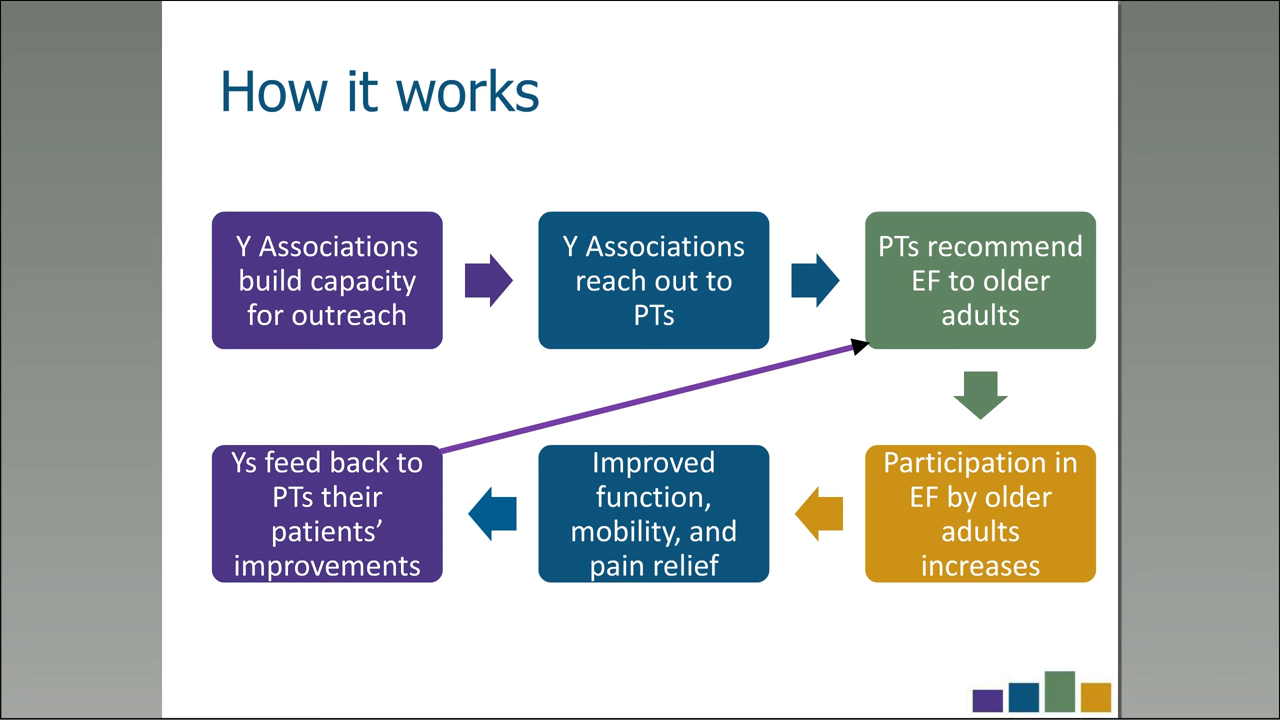 How it works
Y Associations
build capacity
for outreach
Y Associations
reach out to
PTs
PTs recommend
EF to older
adults
Ys feed back to
PTs their
patients’
improvements
Improved
function,
mobility, and
pain relief
Participation in
EF by older
adults
increases